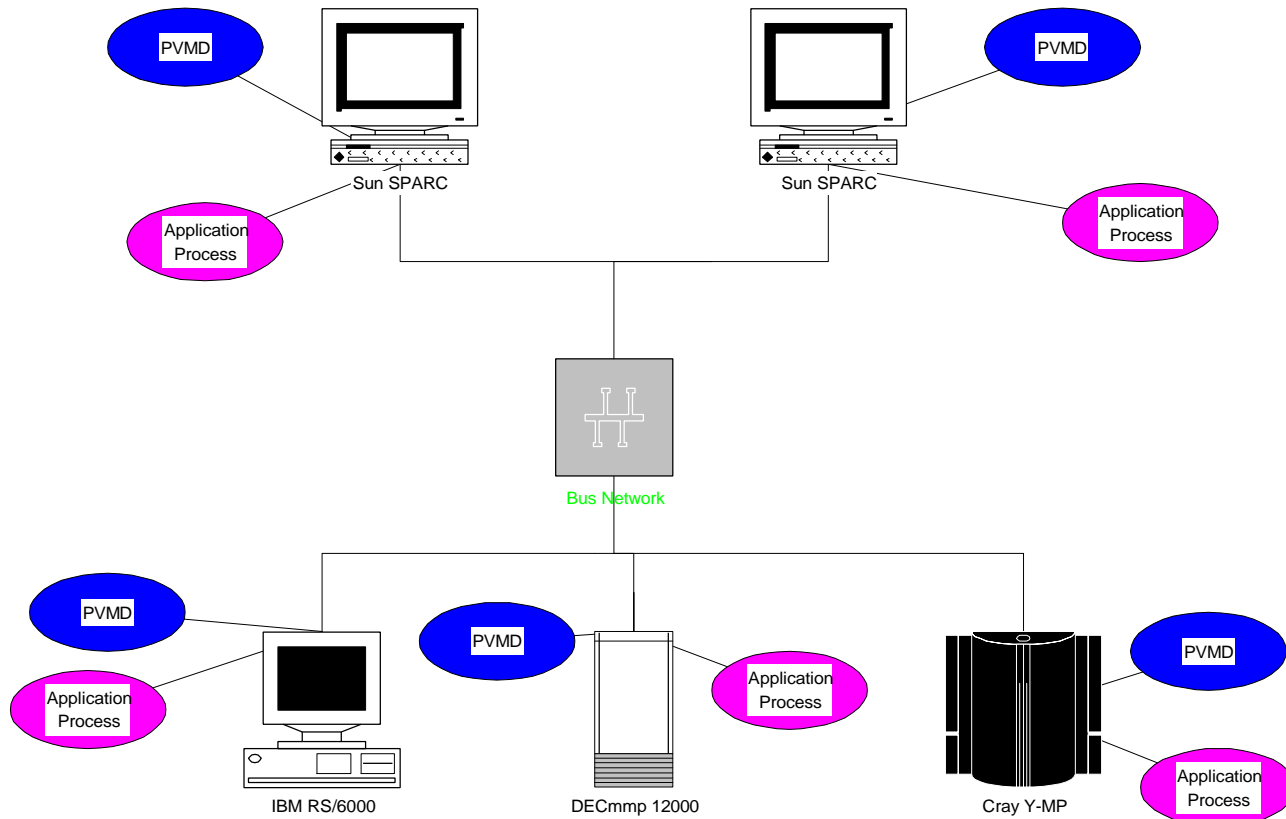 PVMD
PVMD
Sun SPARC
Sun SPARC
Application
Process
Application
Process
Bus Network
PVMD
PVMD
PVMD
Application
Process
Application
Process
Application
Process
IBM RS/6000
DECmmp 12000
Cray Y-MP